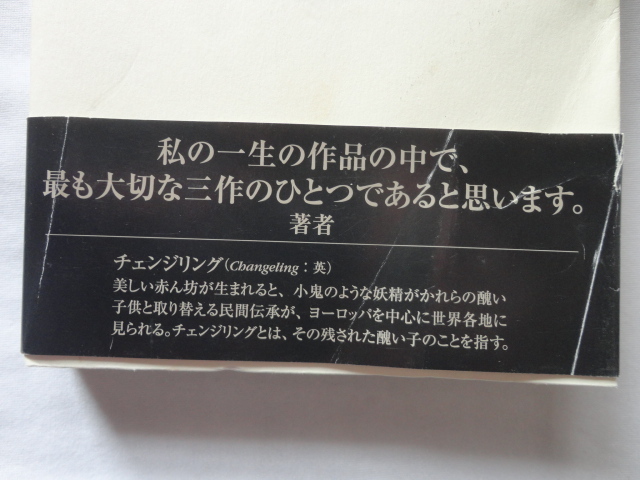 私の一生の作品の中で、
最も大切な三作のひとつであると思います。
著者
チェンジリング(Changeling：英)
美しい赤ん坊が生まれると、小鬼のような妖精がかれらの醜い
子供と取り替える民間伝承が、ヨーロッパを中心に世界各地に
見られる。チェンジリングとは、その残された醜い子のことを指す。